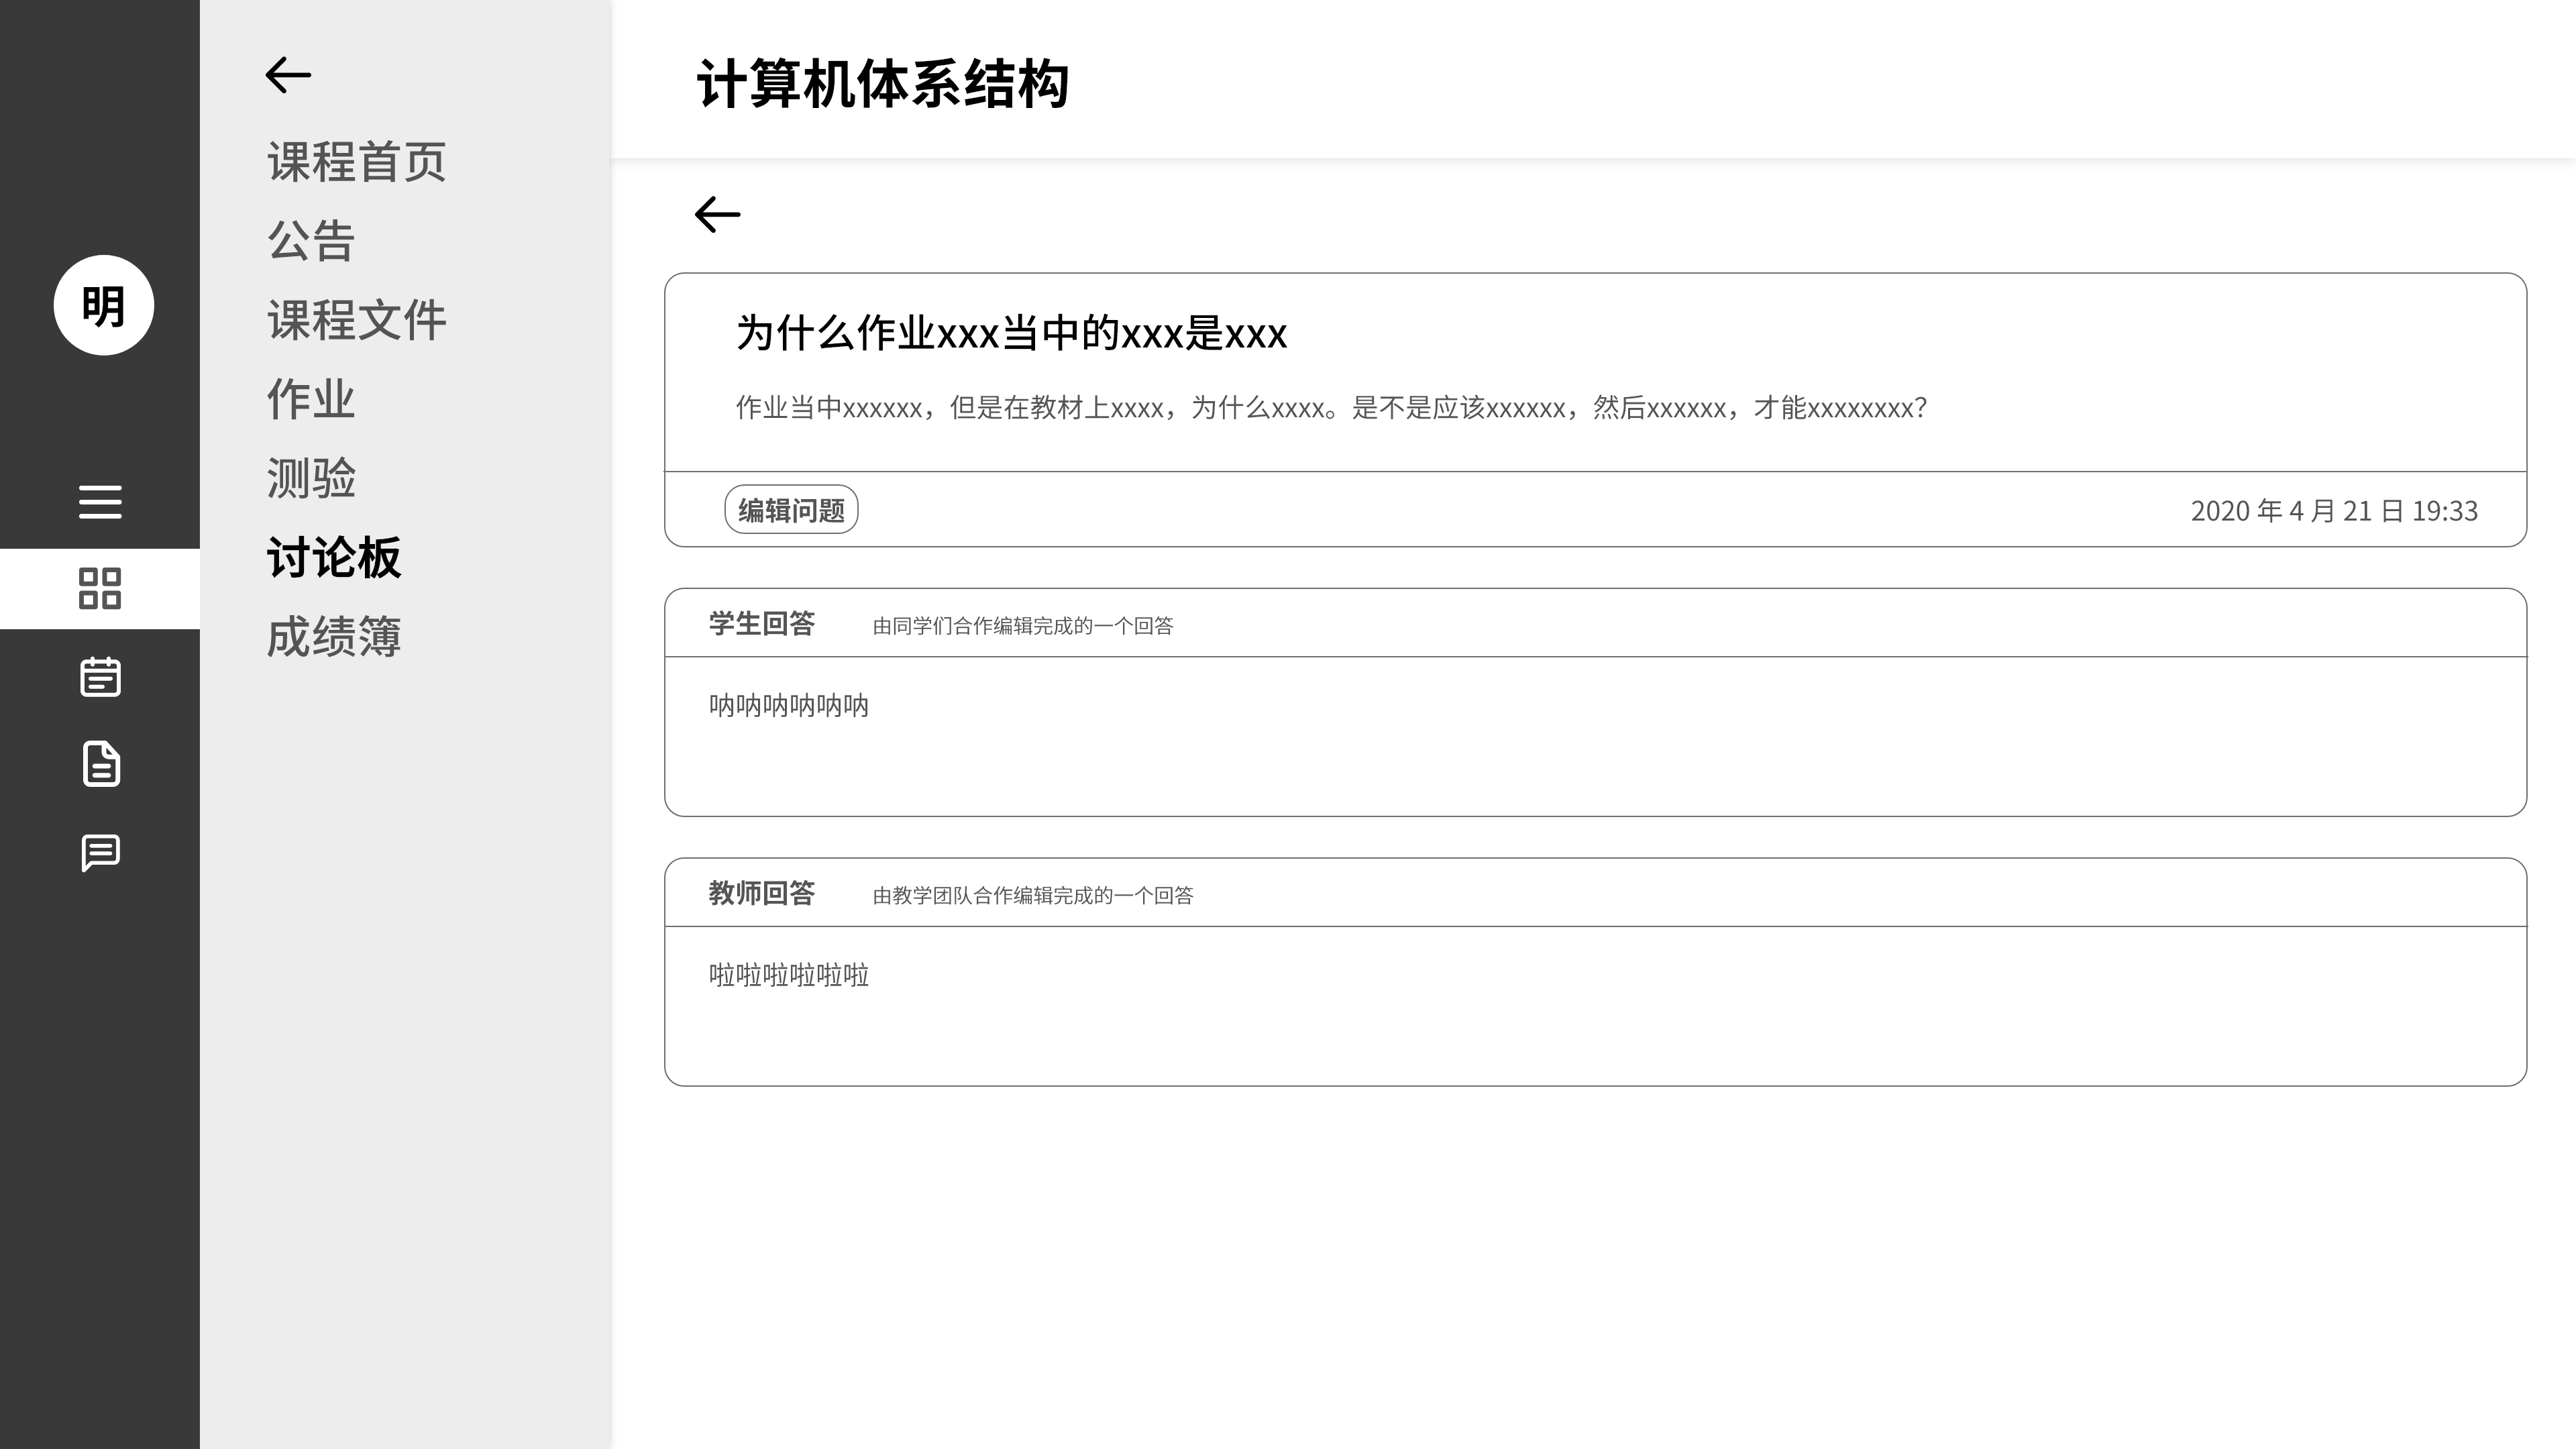 明
课程首页
公告
课程文件
作业
测验
讨论板
成绩簿
计算机体系结构
为什么作业xxx当中的xxx是xxx
作业当中xxxxxx，但是在教材上xxxx，为什么xxxx。是不是应该xxxxxx，然后xxxxxx，才能xxxxxxxx？
编辑问题
2020 年 4 月 21 日 19:33
学生回答 由同学们合作编辑完成的一个回答
呐呐呐呐呐呐
教师回答 由教学团队合作编辑完成的一个回答
啦啦啦啦啦啦